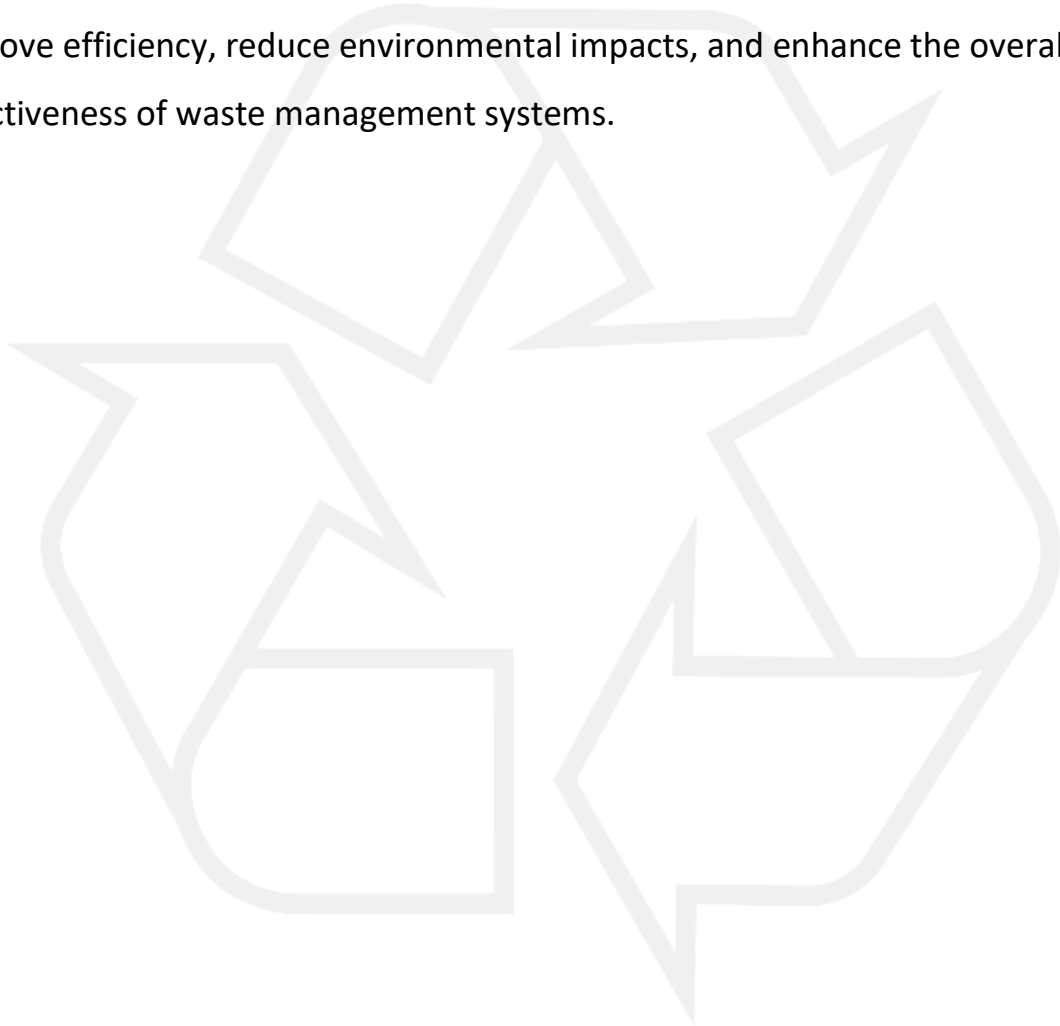 ove efficiency, reduce environmental impacts, and enhance the overal
ctiveness of waste management systems.